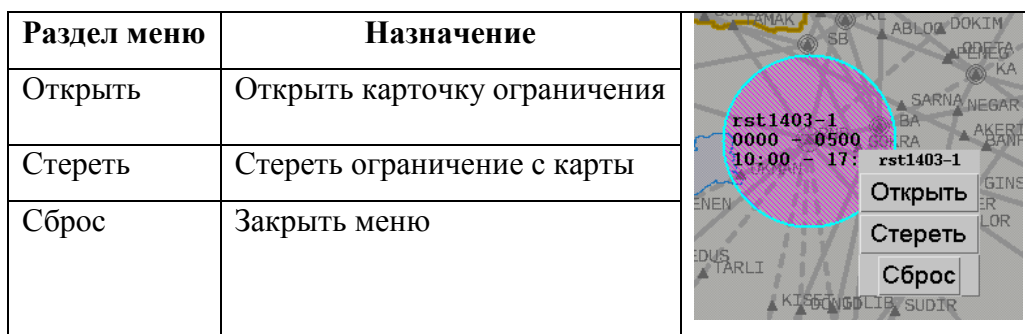 Раздел меню Назначение
Открыть Открыть карточку ограничения
Стереть Стереть ограничение с карты
Сброс Закрыть меню
TAMAK
SB
ABLOG
DOKIM
KA
SARNA
NEGAR
rst1403-1
0000 - 0500
10:00 - 17:
rst1403-1
Открыть
Стереть
Сброс
TARLI
SUDIR